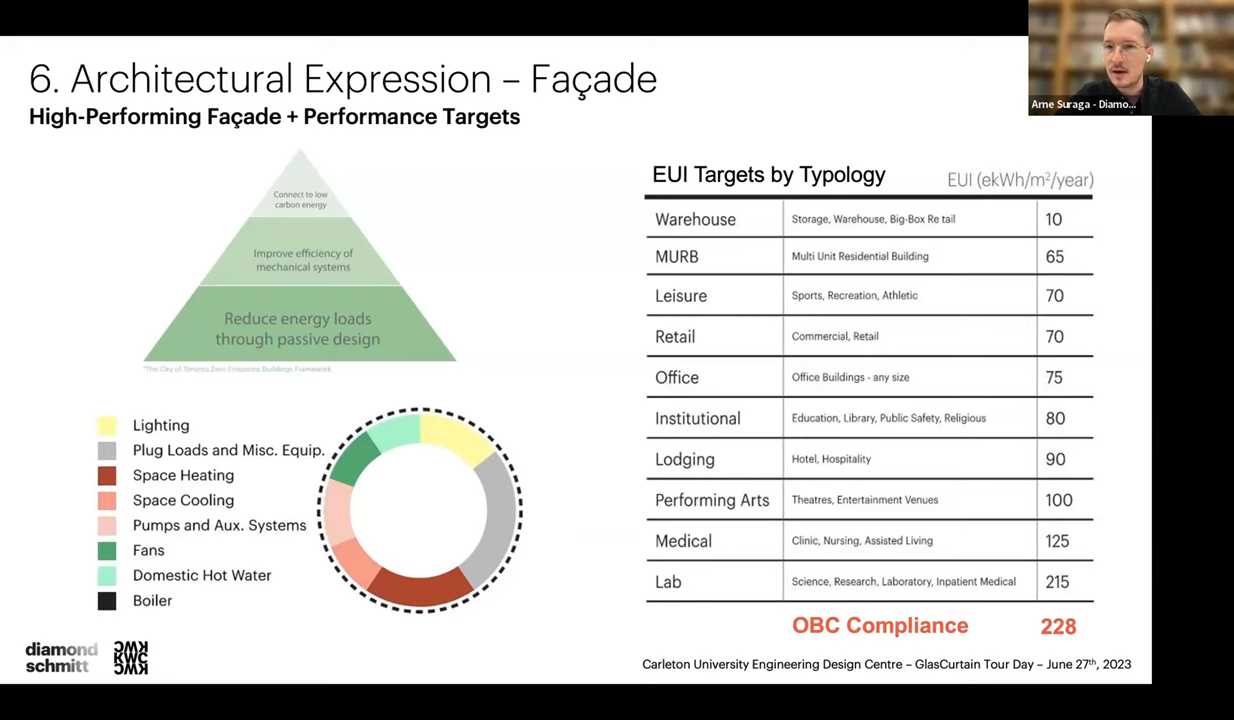 6. Architectural Expression – Façade
High-Performing Façade + Performance Targets
Arne Suraga - Diamo...
Connect to low
carbon energy
Improve efficiency of
mechanical systems
Reduce energy loads
through passive design
*The City of Toronto Zero Emissions Buildings Framework
Lighting
Plug Loads and Misc. Equip.
Space Heating
Space Cooling
Pumps and Aux. Systems
Fans
Domestic Hot Water
Boiler
EUI Targets by Typology EUI (ekWh/m²/year)
Warehouse Storage, Warehouse, Big-Box Re tail 10
MURB Multi Unit Residential Building 65
Leisure Sports, Recreation, Athletic 70
Retail Commercial, Retail 70
Office Office Buildings - any size 75
Institutional Education, Library, Public Safety, Religious 80
Lodging Hotel, Hospitality 90
Performing Arts Theatres, Entertainment Venues 100
Medical Clinic, Nursing, Assisted Living 125
Lab Science, Research, Laboratory, Inpatient Medical 215
OBC Compliance 228
diamond
schmitt
KWC
KWC
KWC
Carleton University Engineering Design Centre – GlasCurtain Tour Day – June 27th, 2023